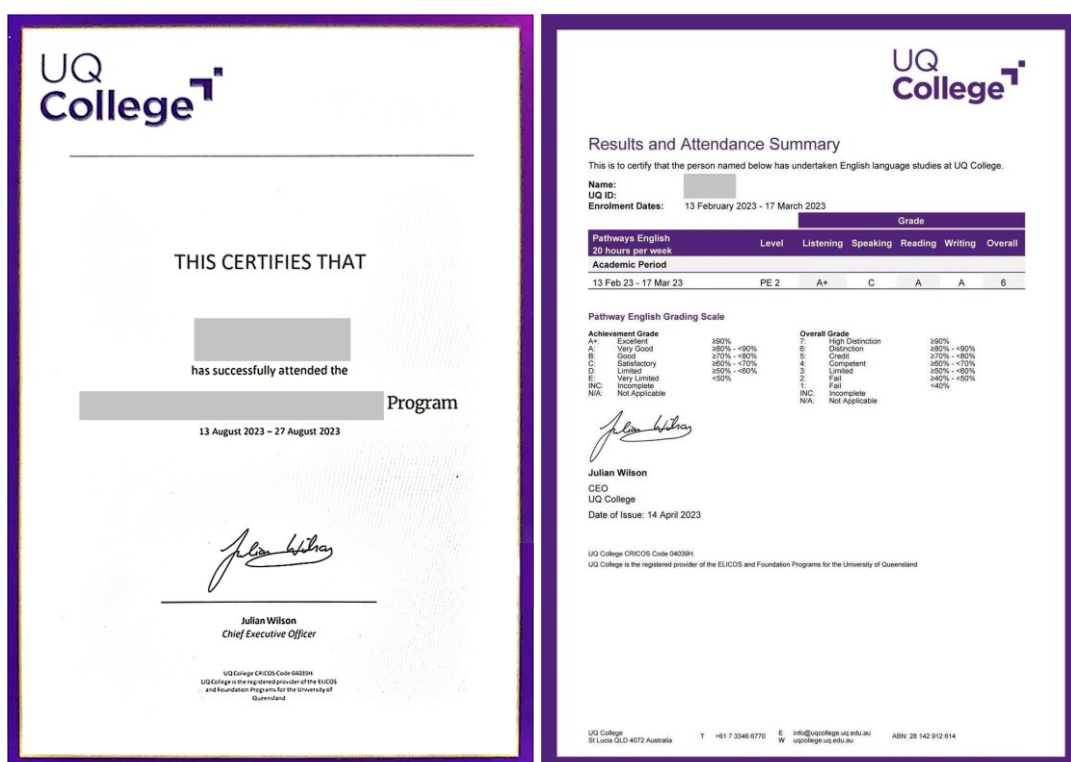 UQ
College
THIS CERTIFIES THAT
has successfully attended the
Program
13 August 2023 – 27 August 2023
Julian Wilson
Chief Executive Officer
UQ College CRICOS Code 04039H.
UQ College is the registered provider of the ELICOS
and Foundation Programs for the University of
Queensland
UQ
College
Results and Attendance Summary
This is to certify that the person named below has undertaken English language studies at UQ College.
Name:
UQ ID:
Enrolment Dates: 13 February 2023 - 17 March 2023
Grade
Pathways English
20 hours per week
Level Listening Speaking Reading Writing Overall
Academic Period
13 Feb 23 - 17 Mar 23 PE 2 A+ C A A 6
Pathway English Grading Scale
Achievement Grade
A+: Excellent ≥90%
A: Very Good ≥80% - <90%
B: Good ≥70% - <80%
C: Satisfactory ≥60% - <70%
D: Limited ≥50% - <60%
E: Very Limited <50%
INC: Incomplete
N/A: Not Applicable
Overall Grade
7: High Distinction ≥90%
6: Distinction ≥80% - <90%
5: Credit ≥70% - <80%
4: Competent ≥60% - <70%
3: Limited ≥50% - <60%
2: Fail ≥40% - <50%
1: Fail <40%
INC: Incomplete
N/A: Not Applicable
Julian Wilson
Julian Wilson
CEO
UQ College
Date of Issue: 14 April 2023
UQ College CRICOS Code 04039H.
UQ College is the registered provider of the ELICOS and Foundation Programs for the University of Queensland
UQ College
St Lucia QLD 4072 Australia
T +61 7 3346 6770
E info@uqcollege.uq.edu.au
W uqcollege.uq.edu.au
ABN: 28 142 912 614